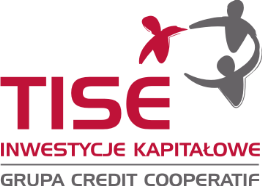 TISE
INWESTYCJE KAPITAŁOWE
GRUPA CREDIT COOPERATIF